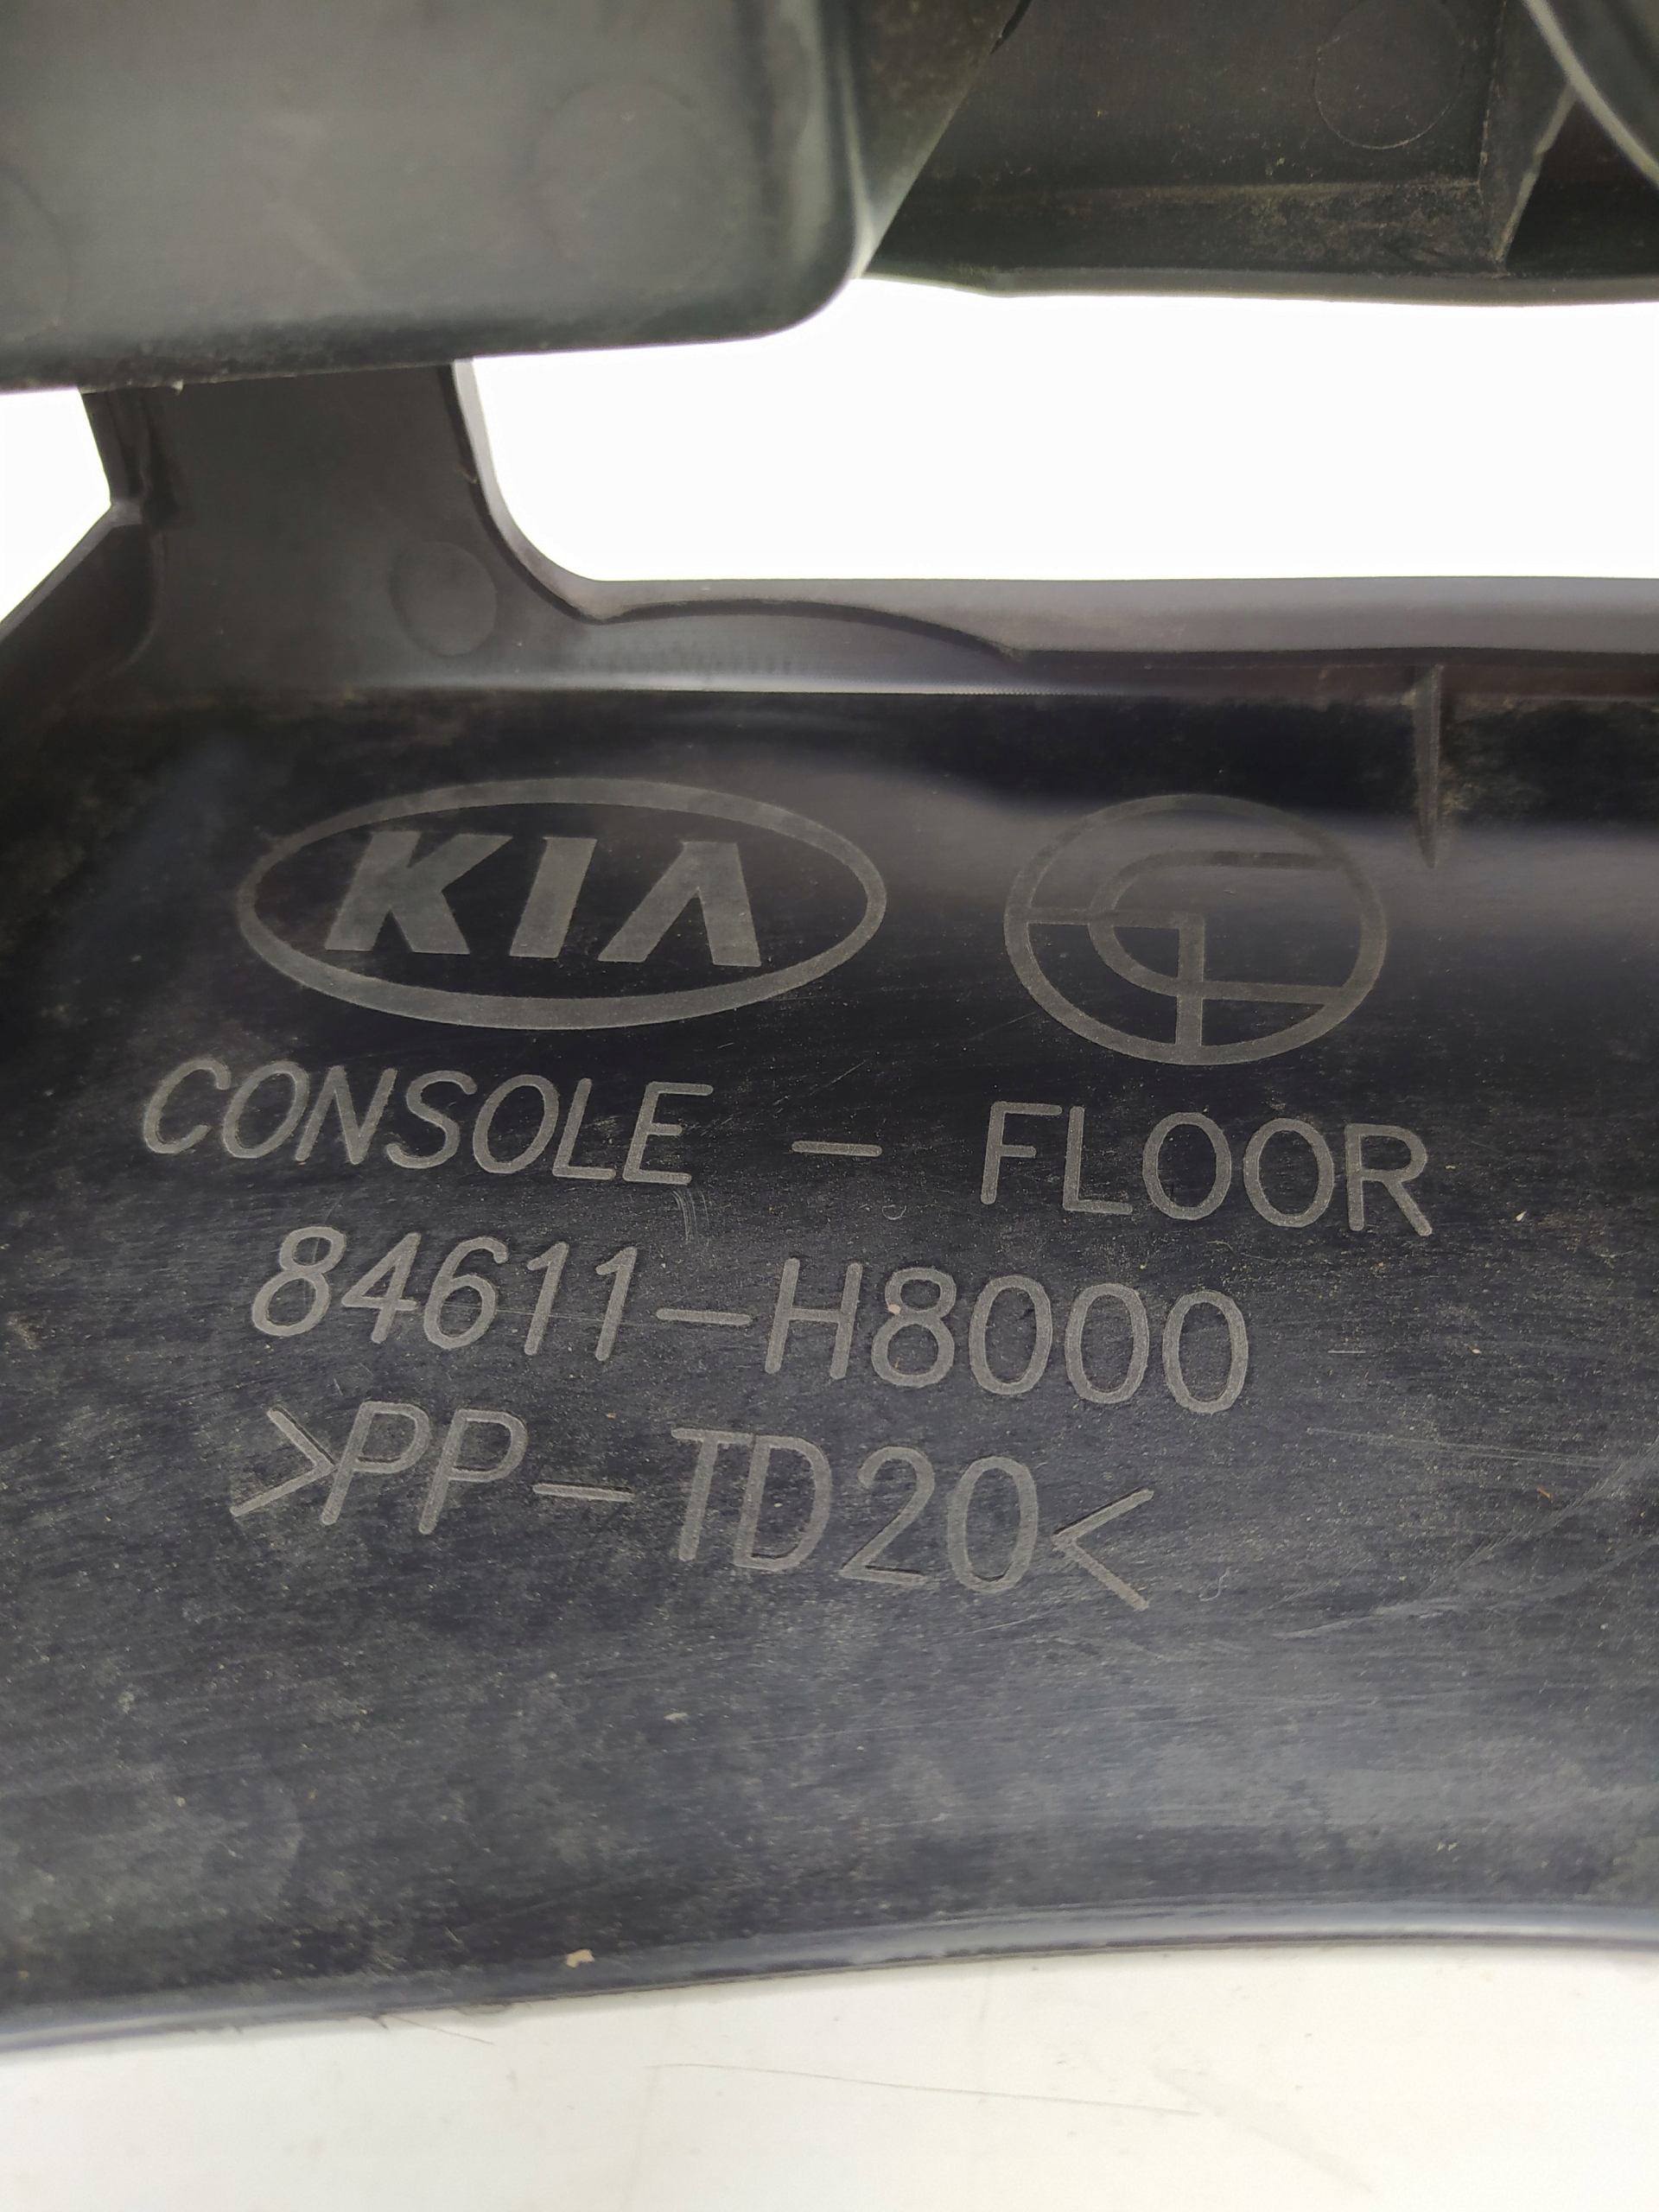 KIA
CONSOLE - FLOOR
84611-H8000
>PP-TD20<